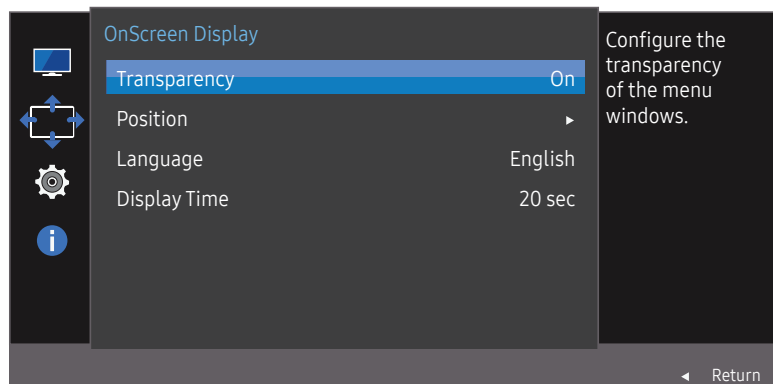 OnScreen Display
Transparency On
Position ▸
Language English
Display Time 20 sec
Configure the
transparency
of the menu
windows.
◂ Return